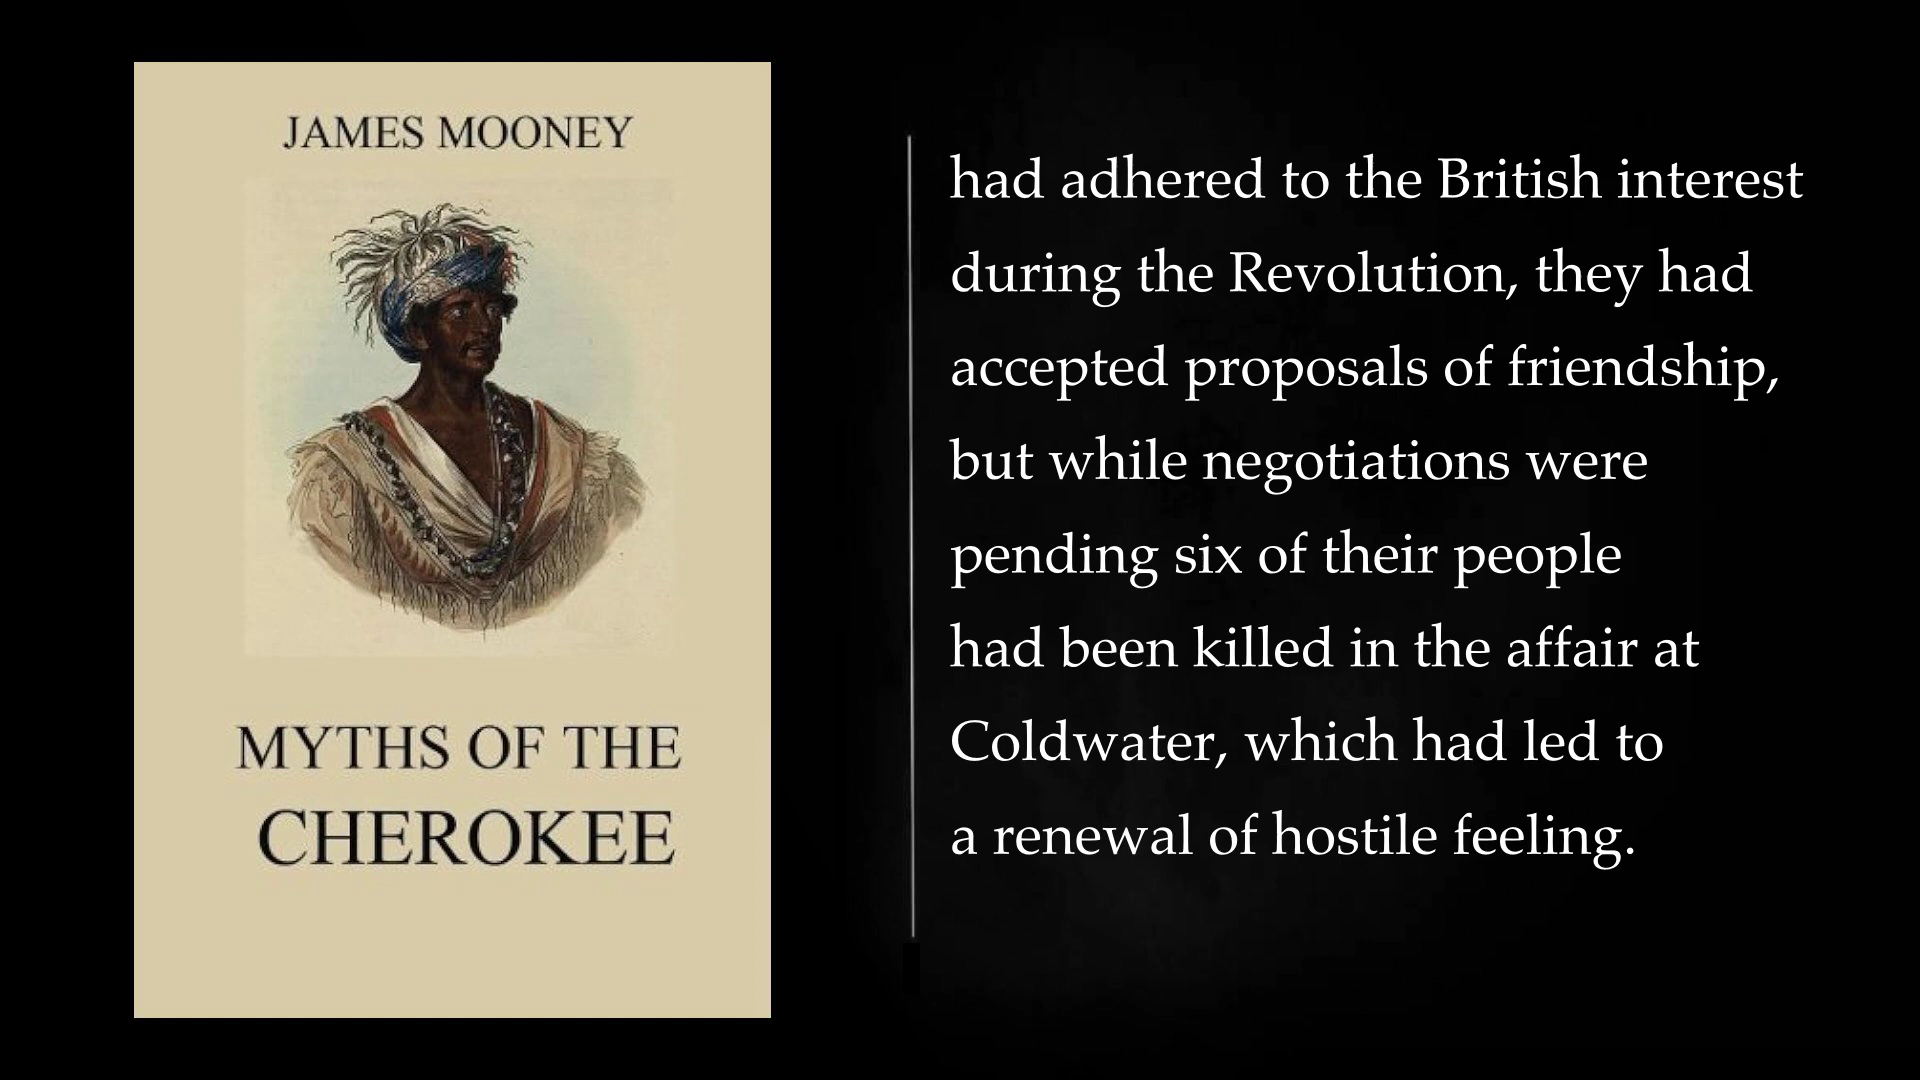 JAMES MOONEY
MYTHS OF THE
CHEROKEE
had adhered to the British interest
during the Revolution, they had
accepted proposals of friendship,
but while negotiations were
pending six of their people
had been killed in the affair at
Coldwater, which had led to
a renewal of hostile feeling.